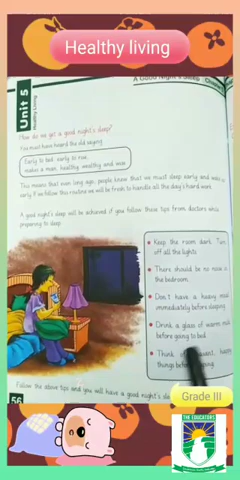 Healthy living
A Good Night's Sleep
Unit 5
Healthy Living
How do we get a good night's sleep?
You must have heard the old saying:
Early to bed, early to rise,
makes a man, healthy, wealthy and wise
This means that even long ago, people knew that we must sleep early and wake up
early. If we follow this routine we will be fresh to handle all the day's hard work.
A good night's sleep will be achieved if you follow these tips from doctors while
preparing to sleep
Keep the room dark. Turn
off all the lights.
There should be no noise in
the bedroom.
Don't have a heavy meal
immediately before sleeping.
Drink a glass of warm milk
before going to bed.
Think
things before sleeping.
Follow the above tips and you will have a good night's
56
Grade III
THE EDUCATORS